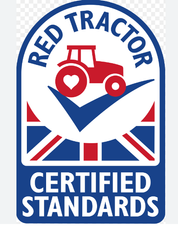 RED TRACTOR
CERTIFIED
STANDARDS